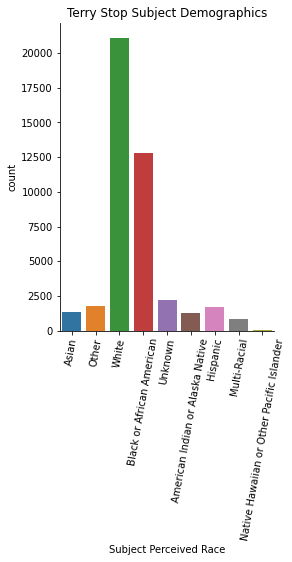 Terry Stop Subject Demographics
20000
17500
15000
12500
10000
7500
5000
2500
0
count
Asian
Other
White
Black or African American
Unknown
American Indian or Alaska Native
Hispanic
Multi-Racial
Native Hawaiian or Other Pacific Islander
Subject Perceived Race